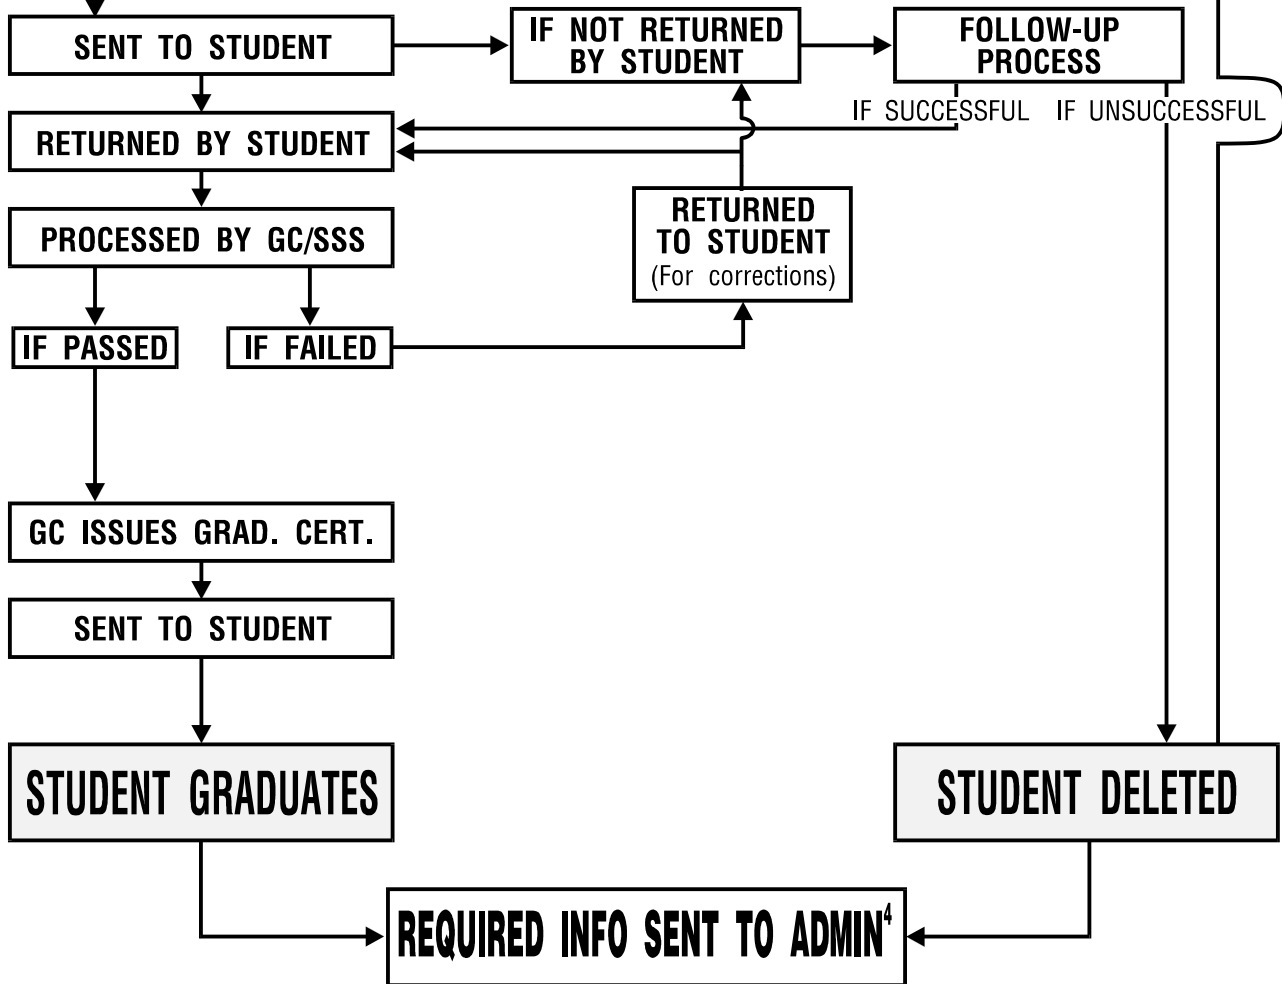 SENT TO STUDENT
IF NOT RETURNED
BY STUDENT
FOLLOW-UP
PROCESS
IF SUCCESSFUL
IF UNSUCCESSFUL
RETURNED BY STUDENT
RETURNED
TO STUDENT
(For corrections)
PROCESSED BY GC/SSS
IF PASSED
IF FAILED
GC ISSUES GRAD. CERT.
SENT TO STUDENT
STUDENT GRADUATES
STUDENT DELETED
REQUIRED INFO SENT TO ADMIN⁴